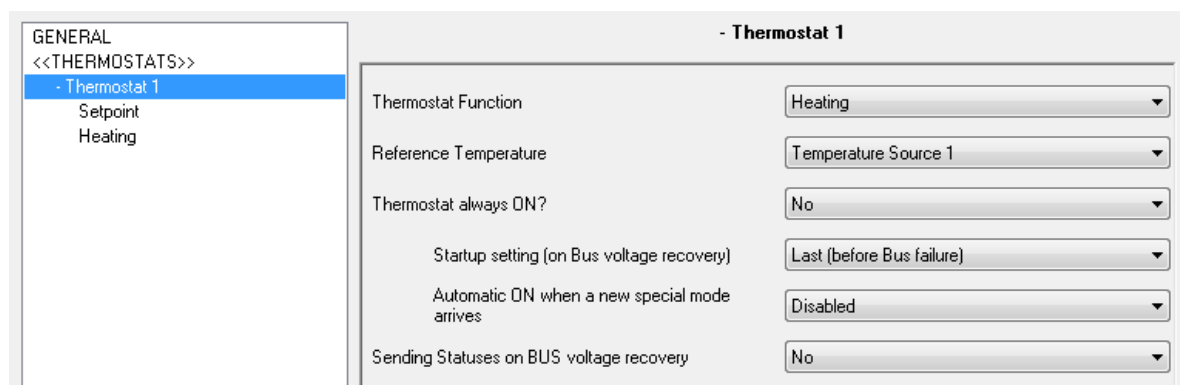 GENERAL
<<THERMOSTATS>>
- Thermostat 1
Setpoint
Heating
- Thermostat 1
Thermostat Function
Heating
Reference Temperature
Temperature Source 1
Thermostat always ON?
No
Startup setting (on Bus voltage recovery)
Last (before Bus failure)
Automatic ON when a new special mode
arrives
Disabled
Sending Statuses on BUS voltage recovery
No